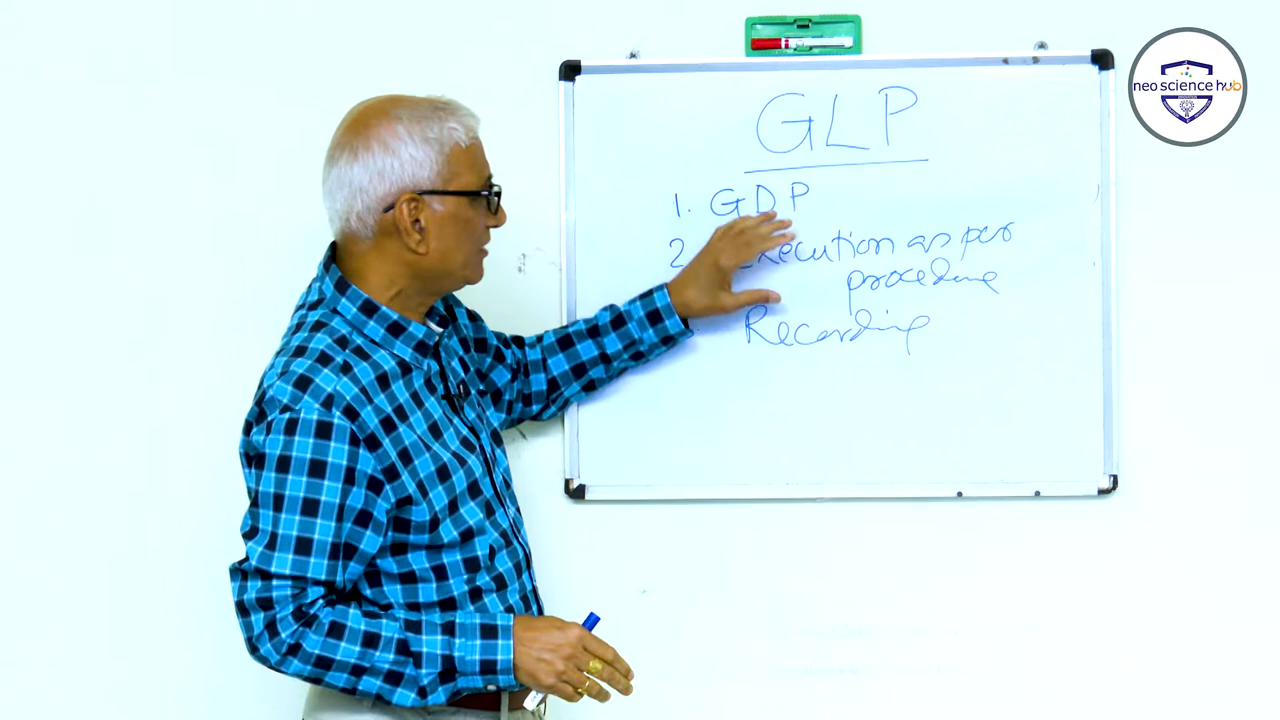 neo science hub
GLP
1. GDP
2 Execution as per
procedure
Recording